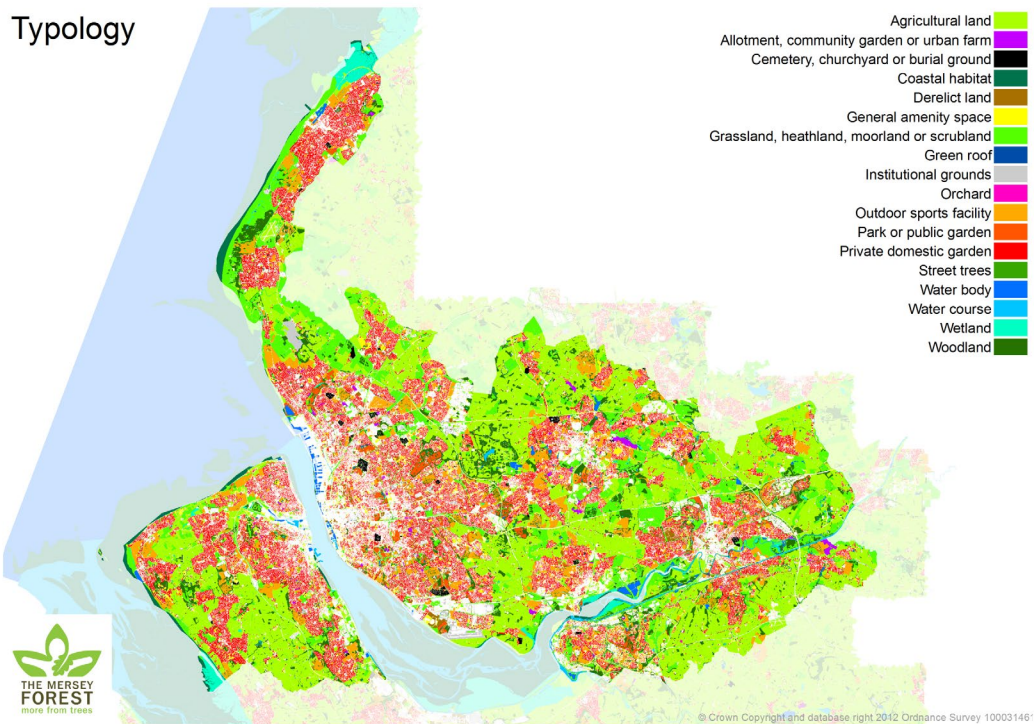 Typology
Agricultural land
Allotment, community garden or urban farm
Cemetery, churchyard or burial ground
Coastal habitat
Derelict land
General amenity space
Grassland, heathland, moorland or scrubland
Green roof
Institutional grounds
Orchard
Outdoor sports facility
Park or public garden
Private domestic garden
Street trees
Water body
Water course
Wetland
Woodland
THE MERSEY
FOREST
more from trees
© Crown Copyright and database right 2012 Ordnance Survey 10003146